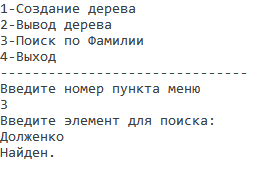 1-Создание дерева
2-Вывод дерева
3-Поиск по Фамилии
4-Выход
-------------------------------
Введите номер пункта меню
3
Введите элемент для поиска:
Долженко
Найден.